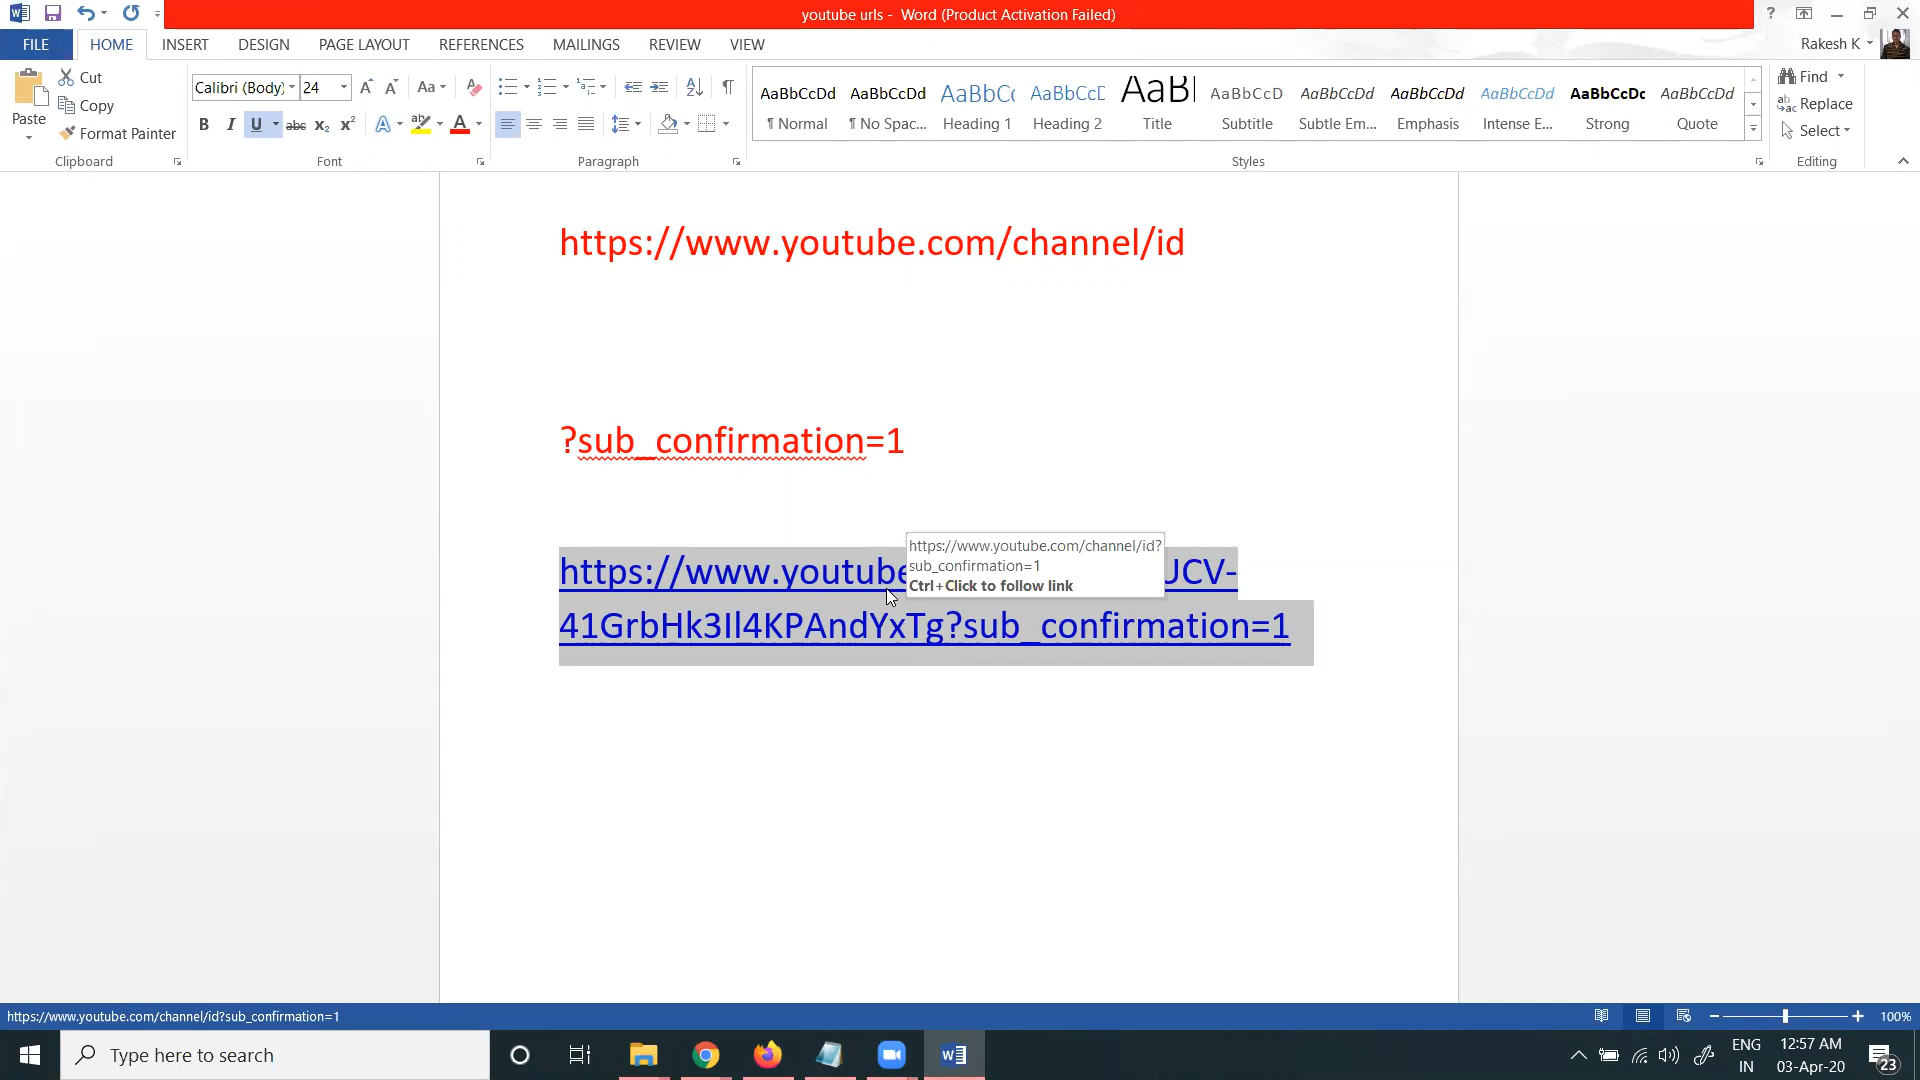 youtube urls - Word (Product Activation Failed)
FILE HOME INSERT DESIGN PAGE LAYOUT REFERENCES MAILINGS REVIEW VIEW Rakesh K
Paste Cut Copy Format Painter
Clipboard
Calibri (Body) 24
Font
Paragraph
AaBbCcDd AaBbCcDd AaBbC AaBbCc AaB AaBbCcD AaBbCcDd AaBbCcDd AaBbCcDd AaBbCcDc AaBbCcDd
¶ Normal ¶ No Spac... Heading 1 Heading 2 Title Subtitle Subtle Em... Emphasis Intense E... Strong Quote
Styles
Find
Replace
Select
Editing
https://www.youtube.com/channel/id
?sub_confirmation=1
https://www.youtube.com/channel/id?
sub_confirmation=1
Ctrl+Click to follow link
https://www.youtube UCV-
41GrbHk3Il4KPAndYxTg?sub_confirmation=1
https://www.youtube.com/channel/id?sub_confirmation=1
100%
Type here to search
ENG
IN
12:57 AM
03-Apr-20
23